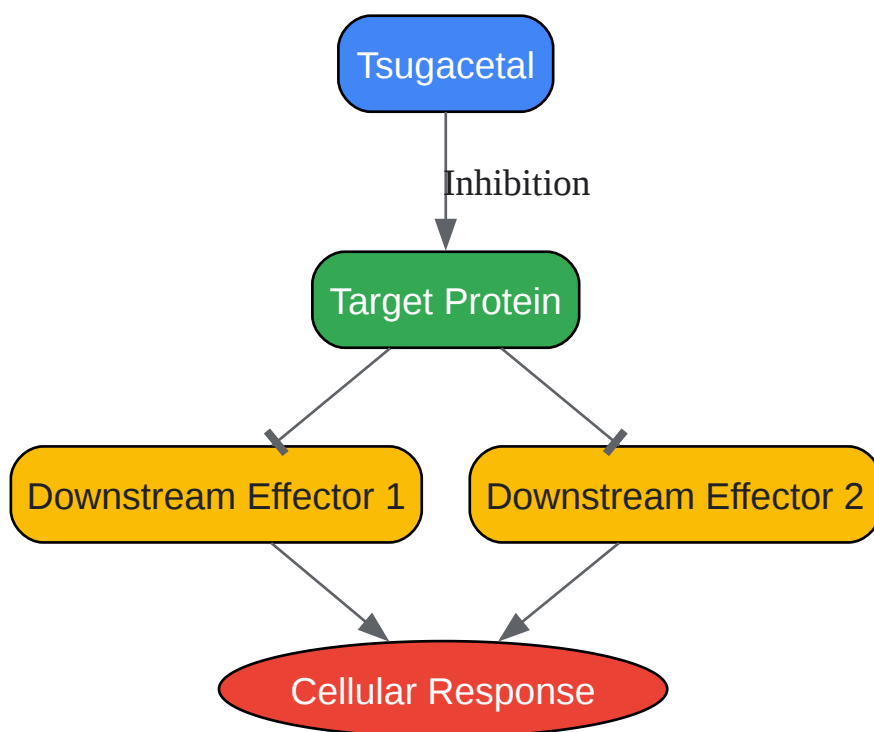 Tsugacetal
Inhibition
Target Protein
Downstream Effector 1
Downstream Effector 2
Cellular Response